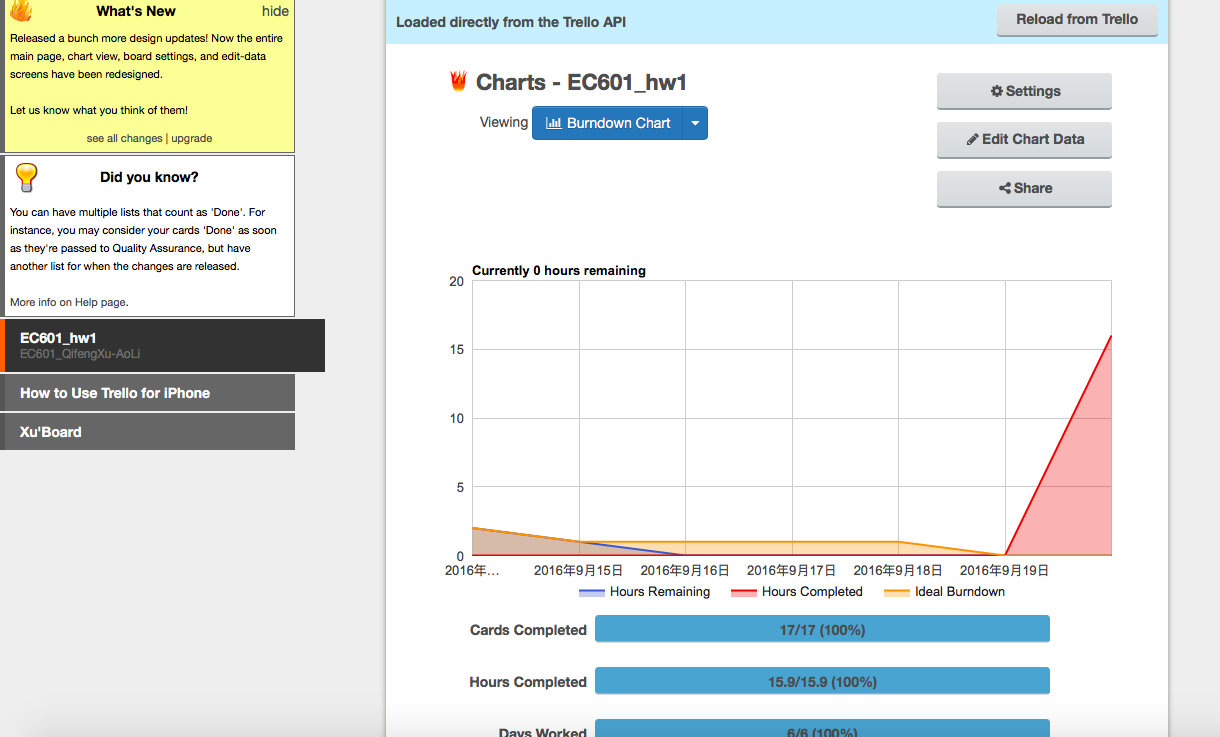 What's New
hide
Released a bunch more design updates! Now the entire
main page, chart view, board settings, and edit-data
screens have been redesigned.
Let us know what you think of them!
see all changes | upgrade
Did you know?
You can have multiple lists that count as 'Done'. For
instance, you may consider your cards 'Done' as soon
as they're passed to Quality Assurance, but have
another list for when the changes are released.
More info on Help page.
EC601_hw1
EC601_QifengXu-AoLi
How to Use Trello for iPhone
Xu'Board
Loaded directly from the Trello API
Reload from Trello
Charts - EC601_hw1
Viewing
Burndown Chart
Settings
Edit Chart Data
Share
Currently 0 hours remaining
20
15
10
5
0
2016年...
2016年9月15日
2016年9月16日
2016年9月17日
2016年9月18日
2016年9月19日
Hours Remaining
Hours Completed
Ideal Burndown
Cards Completed
17/17 (100%)
Hours Completed
15.9/15.9 (100%)
Days Worked
6/6 (100%)